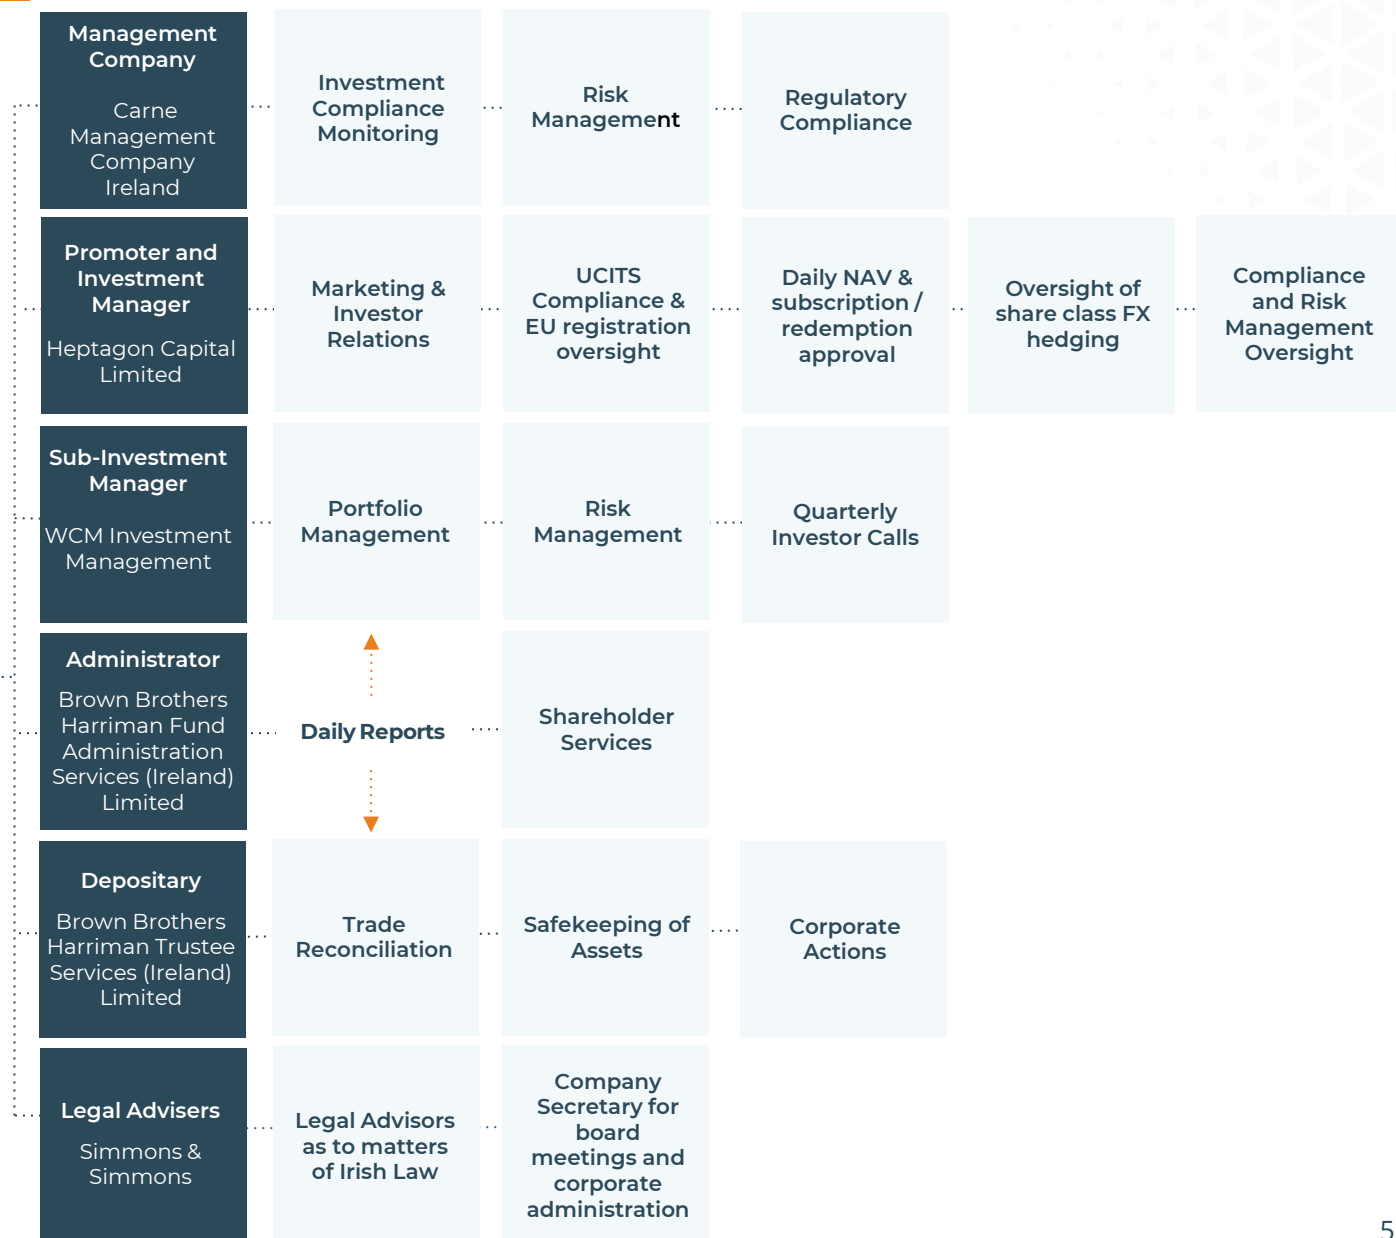 Management
Company
Carne
Management
Company
Ireland
Investment
Compliance
Monitoring
Risk
Management
Regulatory
Compliance
Promoter and
Investment
Manager
Heptagon Capital
Limited
Marketing &
Investor
Relations
UCITS
Compliance &
EU registration
oversight
Daily NAV &
subscription /
redemption
approval
Oversight of
share class FX
hedging
Compliance
and Risk
Management
Oversight
Sub-Investment
Manager
WCM Investment
Management
Portfolio
Management
Risk
Management
Quarterly
Investor Calls
Administrator
Brown Brothers
Harriman Fund
Administration
Services (Ireland)
Limited
Daily Reports
Shareholder
Services
Depositary
Brown Brothers
Harriman Trustee
Services (Ireland)
Limited
Trade
Reconciliation
Safekeeping of
Assets
Corporate
Actions
Legal Advisers
Simmons &
Simmons
Legal Advisors
as to matters
of Irish Law
Company
Secretary for
board
meetings and
corporate
administration
5